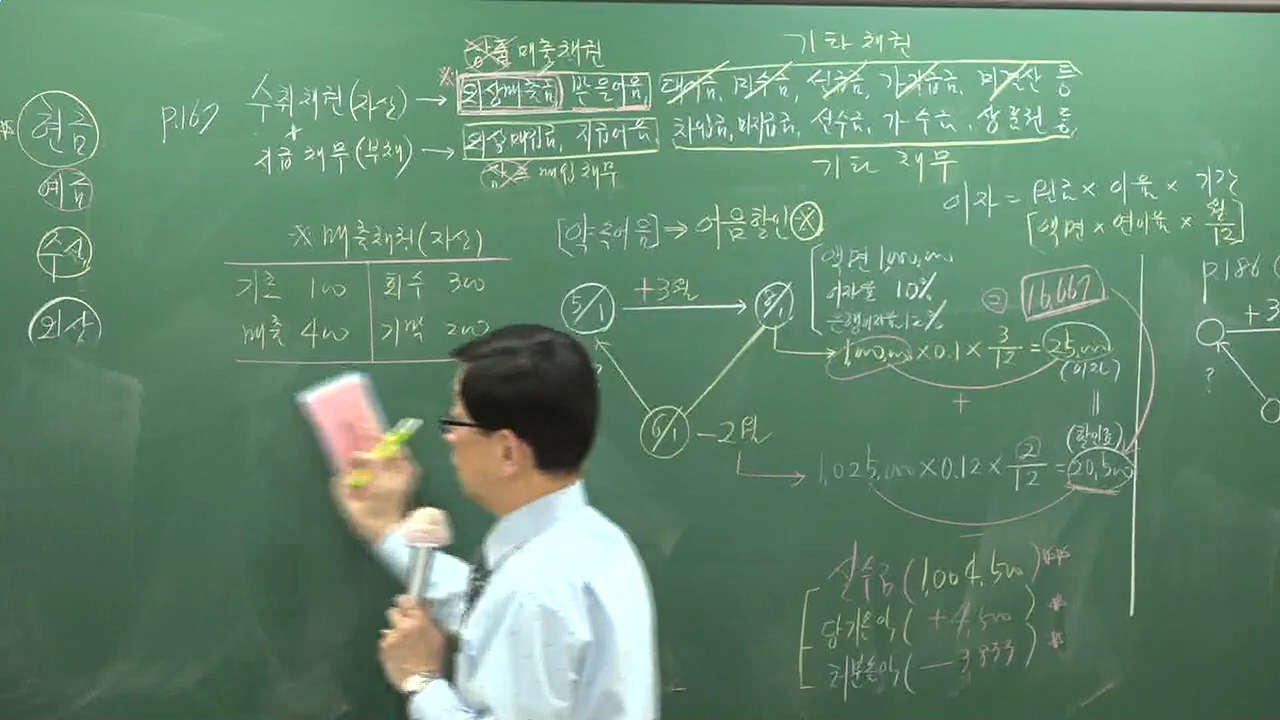 기타채권
매출채권
※
p.167
수취채권(자산) → 외상매출금, 받을어음
대여금, 미수금, 선급금, 가지급금, 미결산 등
지급채무(부채) → 외상매입금, 지급어음
차입금, 미지급금, 선수금, 가수금, 상품권 등
매입채무
기타채무
현금
예금
수익
외상
이자 = 원금 × 이율 × 기간
[액면 × 연이율 × 월/12]
※ 매출채권(자산)
기초 100 회수 300
매출 400 기말 200
[약속어음] ⇒ 어음할인
5/1 +3월 → 8/1
6/1 -2월
?
액면 1,000,000
이자율 10%
은행이자율 12%
= 16,667
1,000,000 × 0.1 × 3/12 = 25,000
(이자)
+
=
(할인료)
1,025,000 × 0.12 × 2/12 = 20,500
-
실수금(1,004,500)**
당기손익(+4,500) *
처분손익(-3,833) *
p.186
+3
?